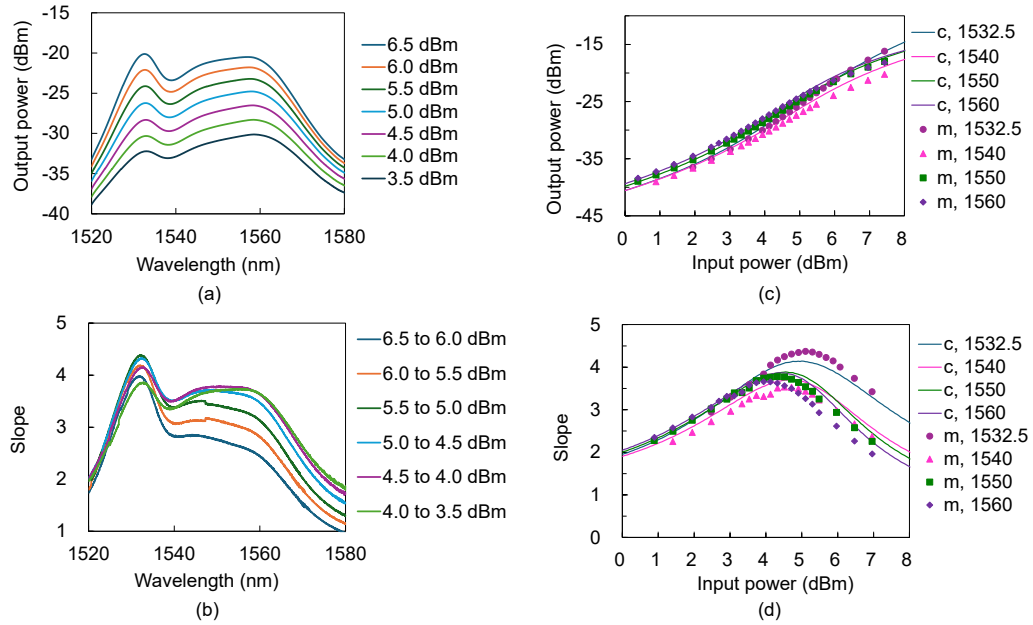 -15
-20
-25
-30
-35
-40
Output power (dBm)
1520
1540
1560
1580
Wavelength (nm)
(a)
6.5 dBm
6.0 dBm
5.5 dBm
5.0 dBm
4.5 dBm
4.0 dBm
3.5 dBm
-15
-25
-35
-45
Output power (dBm)
0 1 2 3 4 5 6 7 8
Input power (dBm)
(c)
c, 1532.5
c, 1540
c, 1550
c, 1560
m, 1532.5
m, 1540
m, 1550
m, 1560
5
4
3
2
1
Slope
1520
1540
1560
1580
Wavelength (nm)
(b)
6.5 to 6.0 dBm
6.0 to 5.5 dBm
5.5 to 5.0 dBm
5.0 to 4.5 dBm
4.5 to 4.0 dBm
4.0 to 3.5 dBm
5
4
3
2
1
0
Slope
0 1 2 3 4 5 6 7 8
Input power (dBm)
(d)
c, 1532.5
c, 1540
c, 1550
c, 1560
m, 1532.5
m, 1540
m, 1550
m, 1560